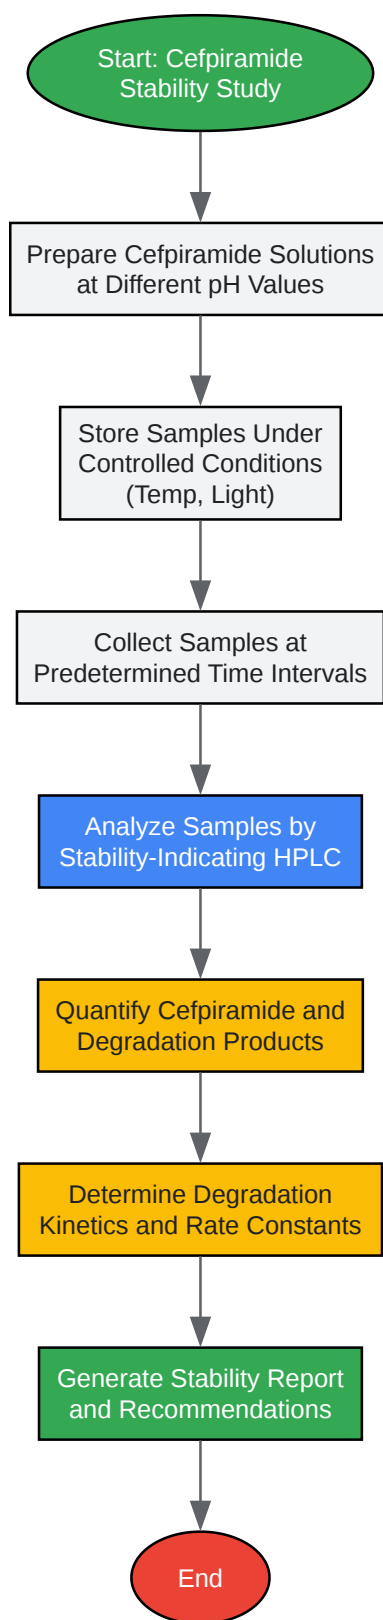 Start: Cefpiramide
Stability Study
Prepare Cefpiramide Solutions
at Different pH Values
Store Samples Under
Controlled Conditions
(Temp, Light)
Collect Samples at
Predetermined Time Intervals
Analyze Samples by
Stability-Indicating HPLC
Quantify Cefpiramide and
Degradation Products
Determine Degradation
Kinetics and Rate Constants
Generate Stability Report
and Recommendations
End